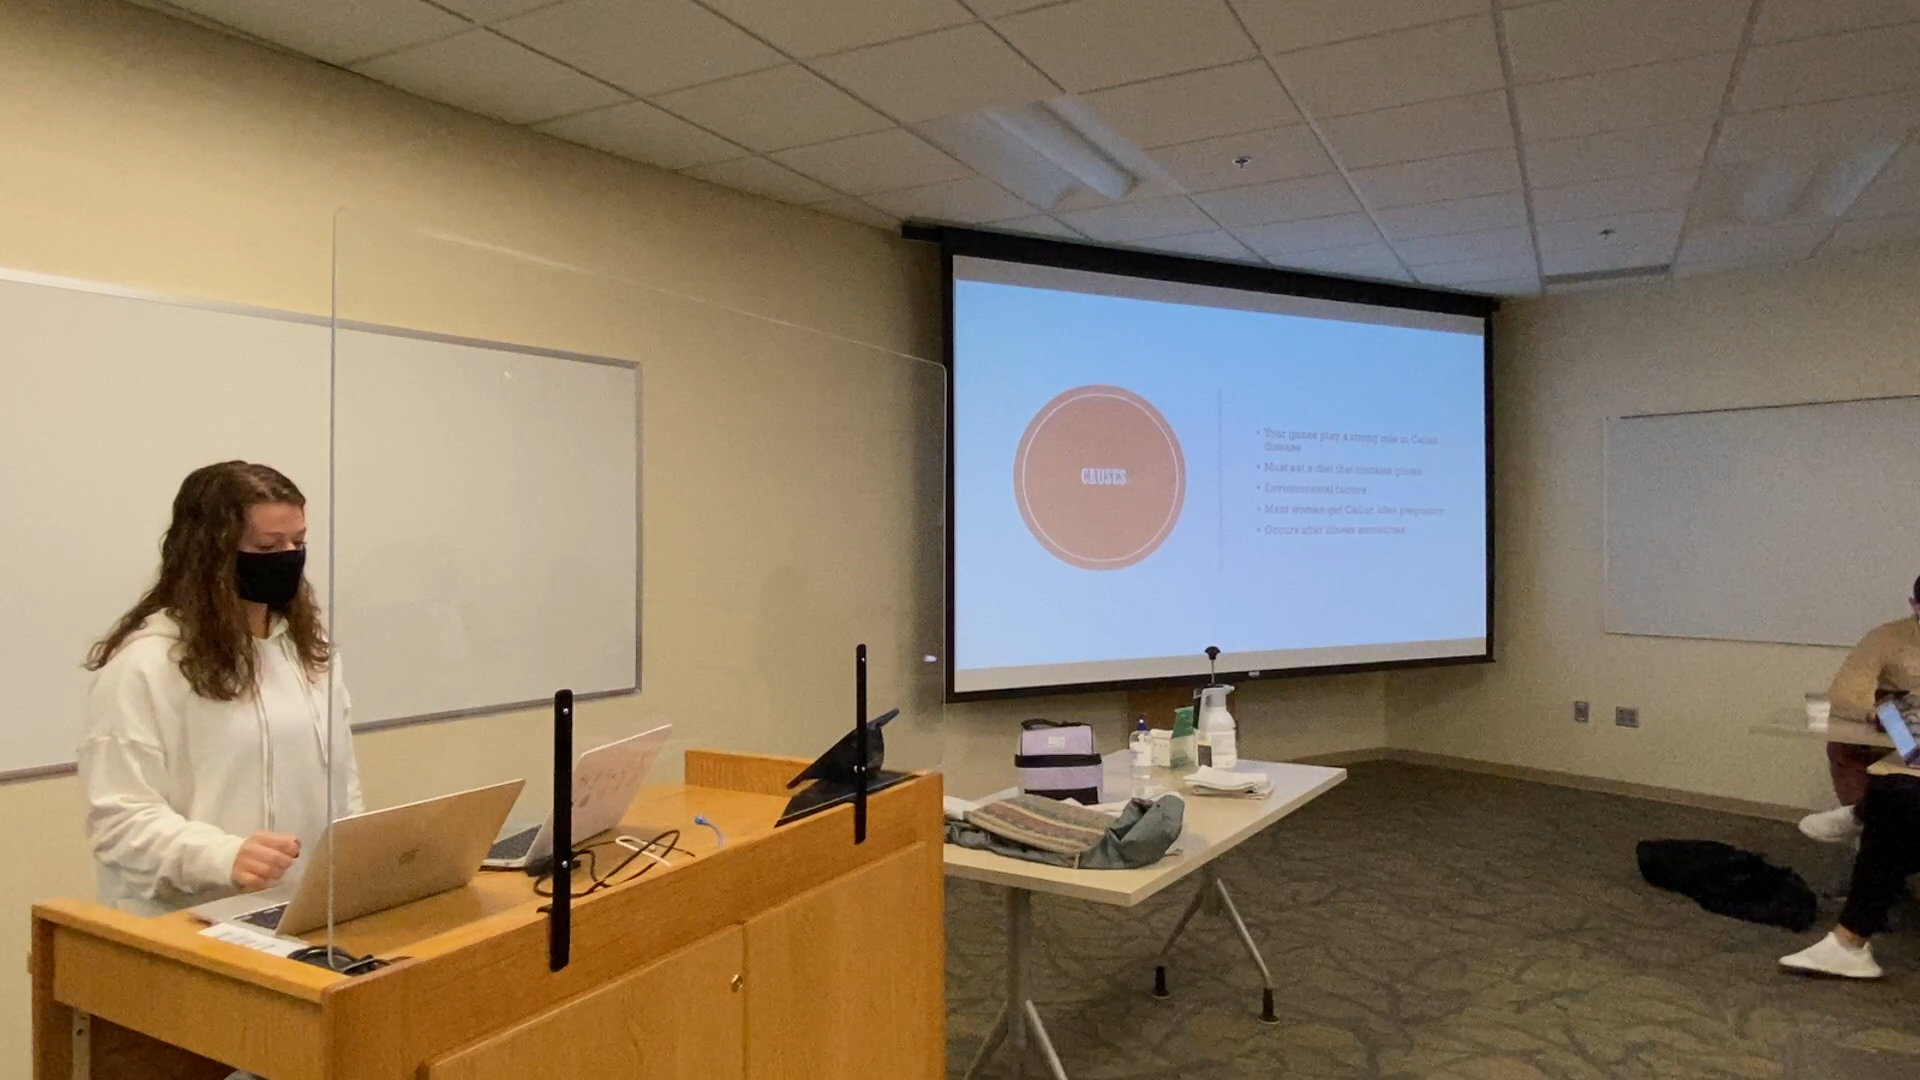 CAUSES
• Your genes play a strong role in Celiac
disease
• Must eat a diet that contains gluten
• Environmental factors
• Many women get Celiac after pregnancy
• Occurs after illness sometimes